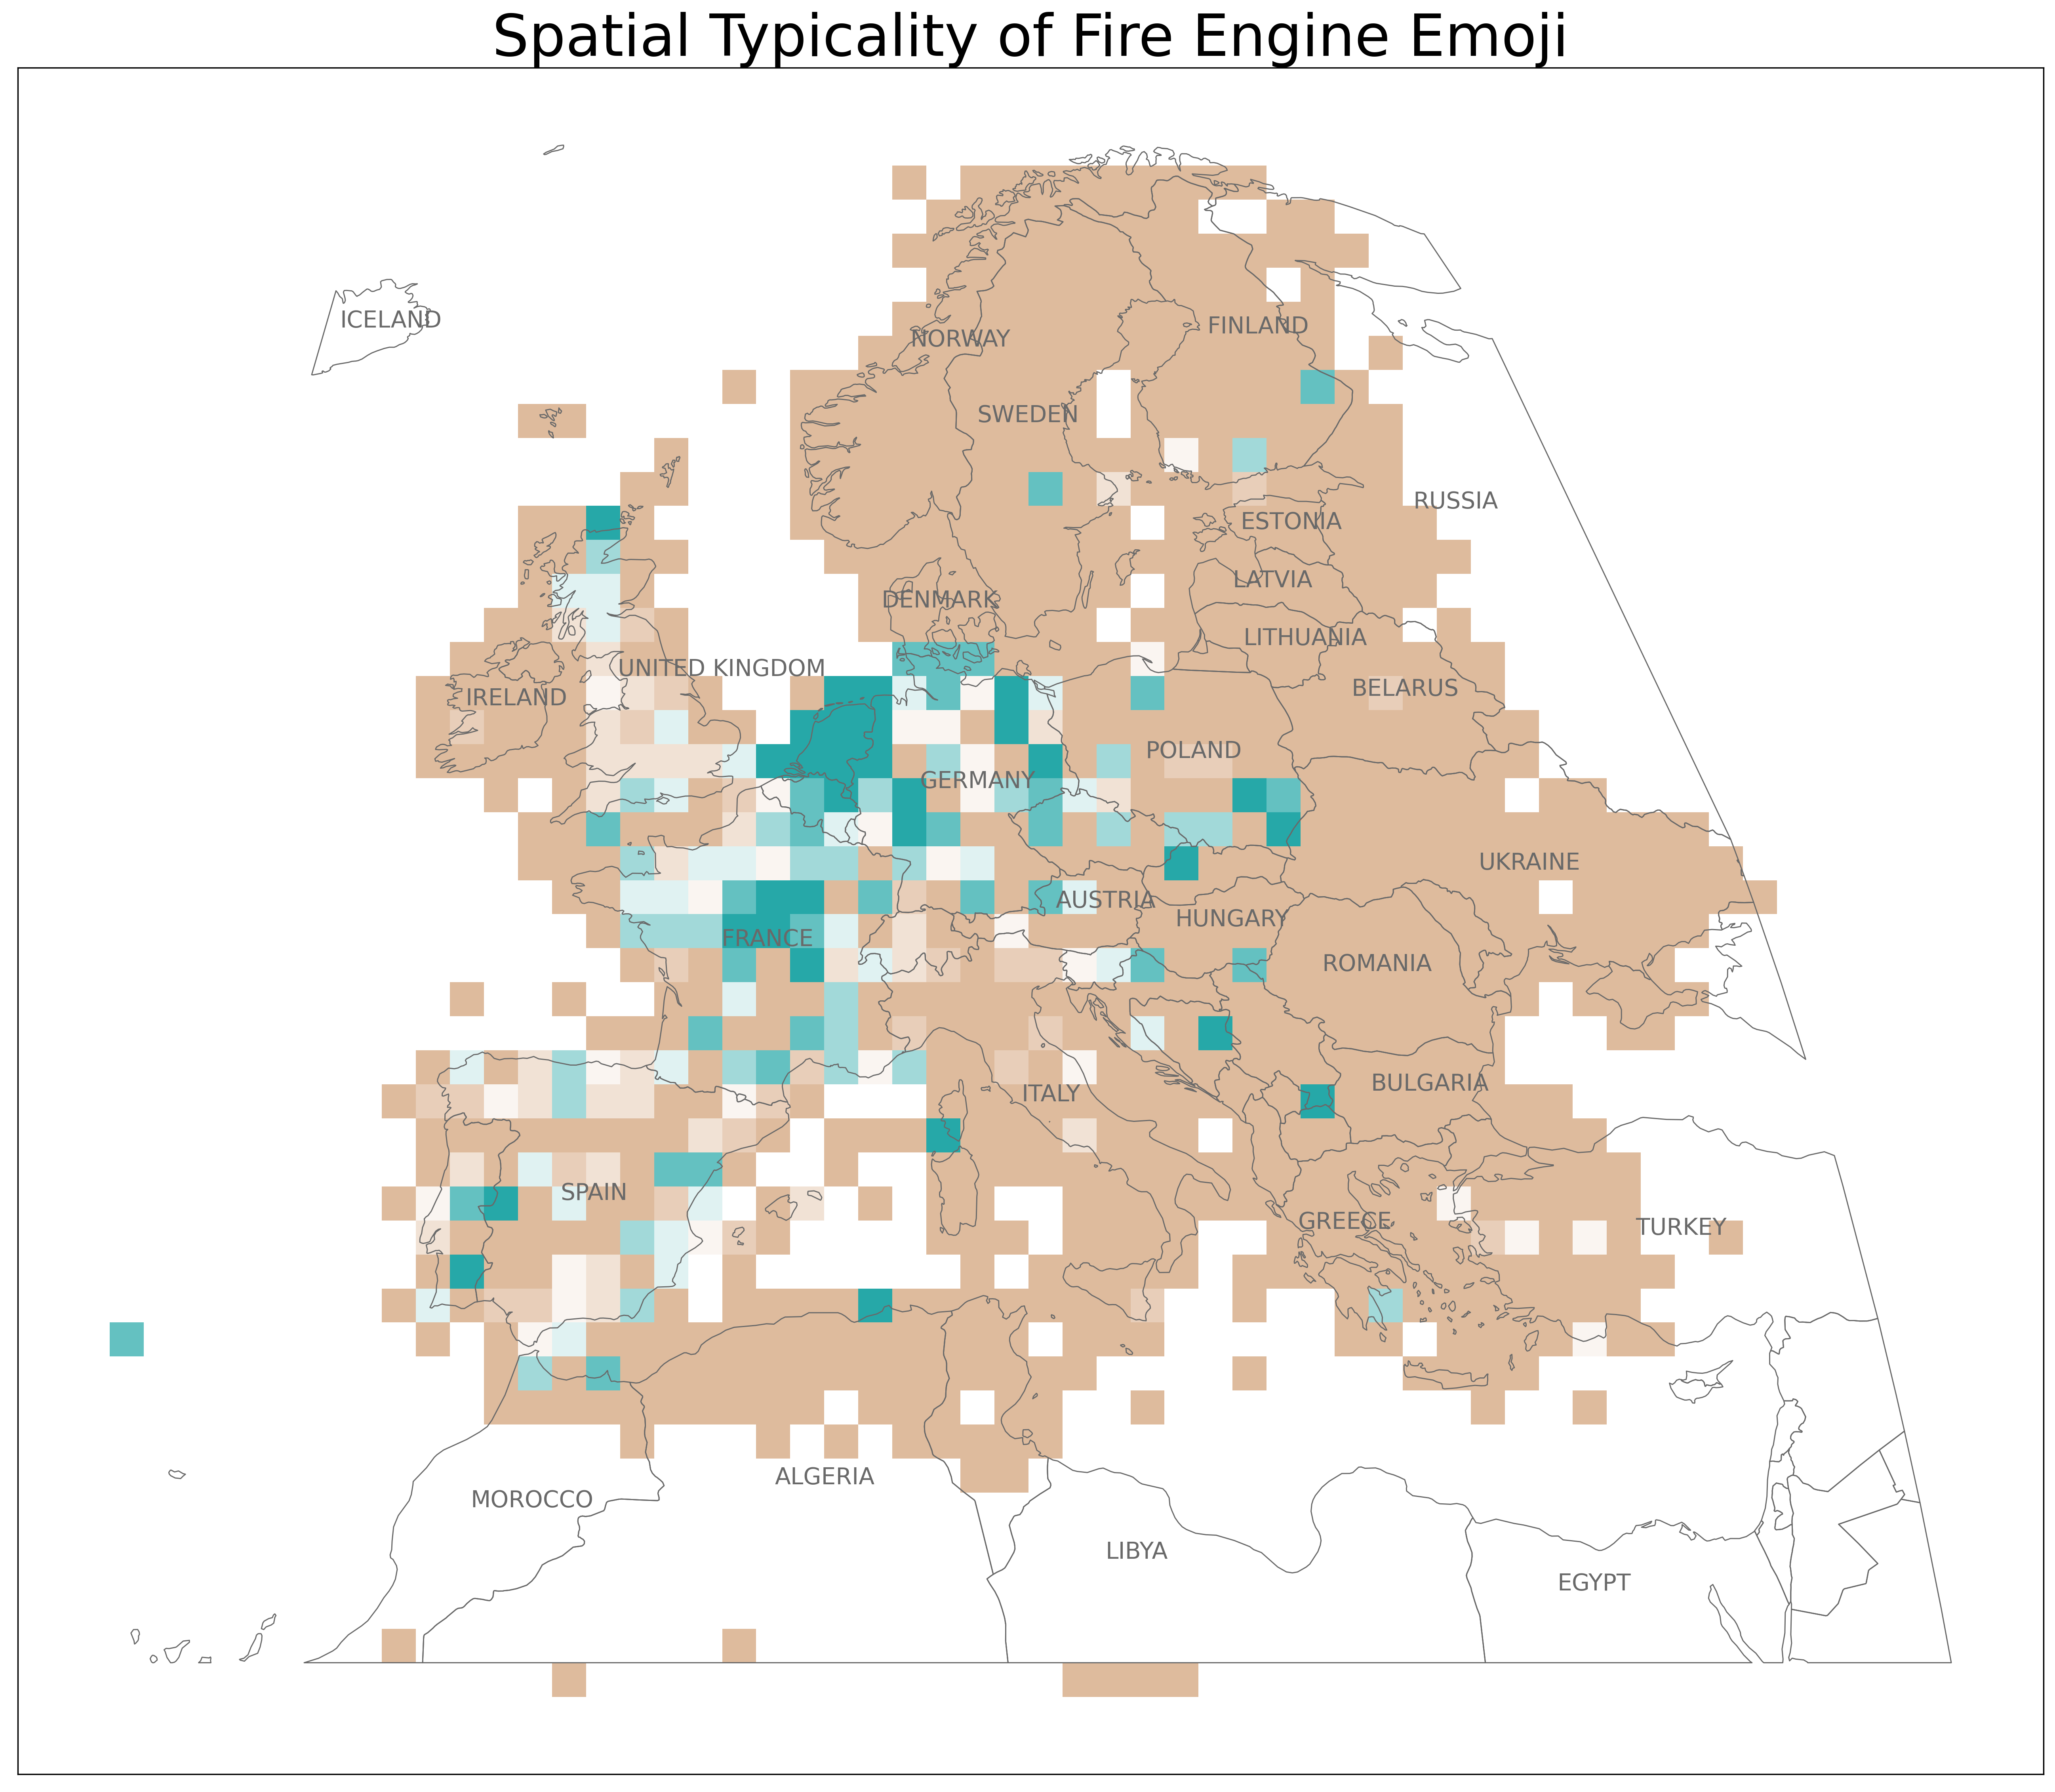 Spatial Typicality of Fire Engine Emoji
ICELAND
FINLAND
NORWAY
SWEDEN
RUSSIA
ESTONIA
LATVIA
DENMARK
LITHUANIA
UNITED KINGDOM
IRELAND
BELARUS
POLAND
GERMANY
UKRAINE
AUSTRIA
HUNGARY
FRANCE
ROMANIA
BULGARIA
ITALY
SPAIN
GREECE
TURKEY
ALGERIA
MOROCCO
LIBYA
EGYPT